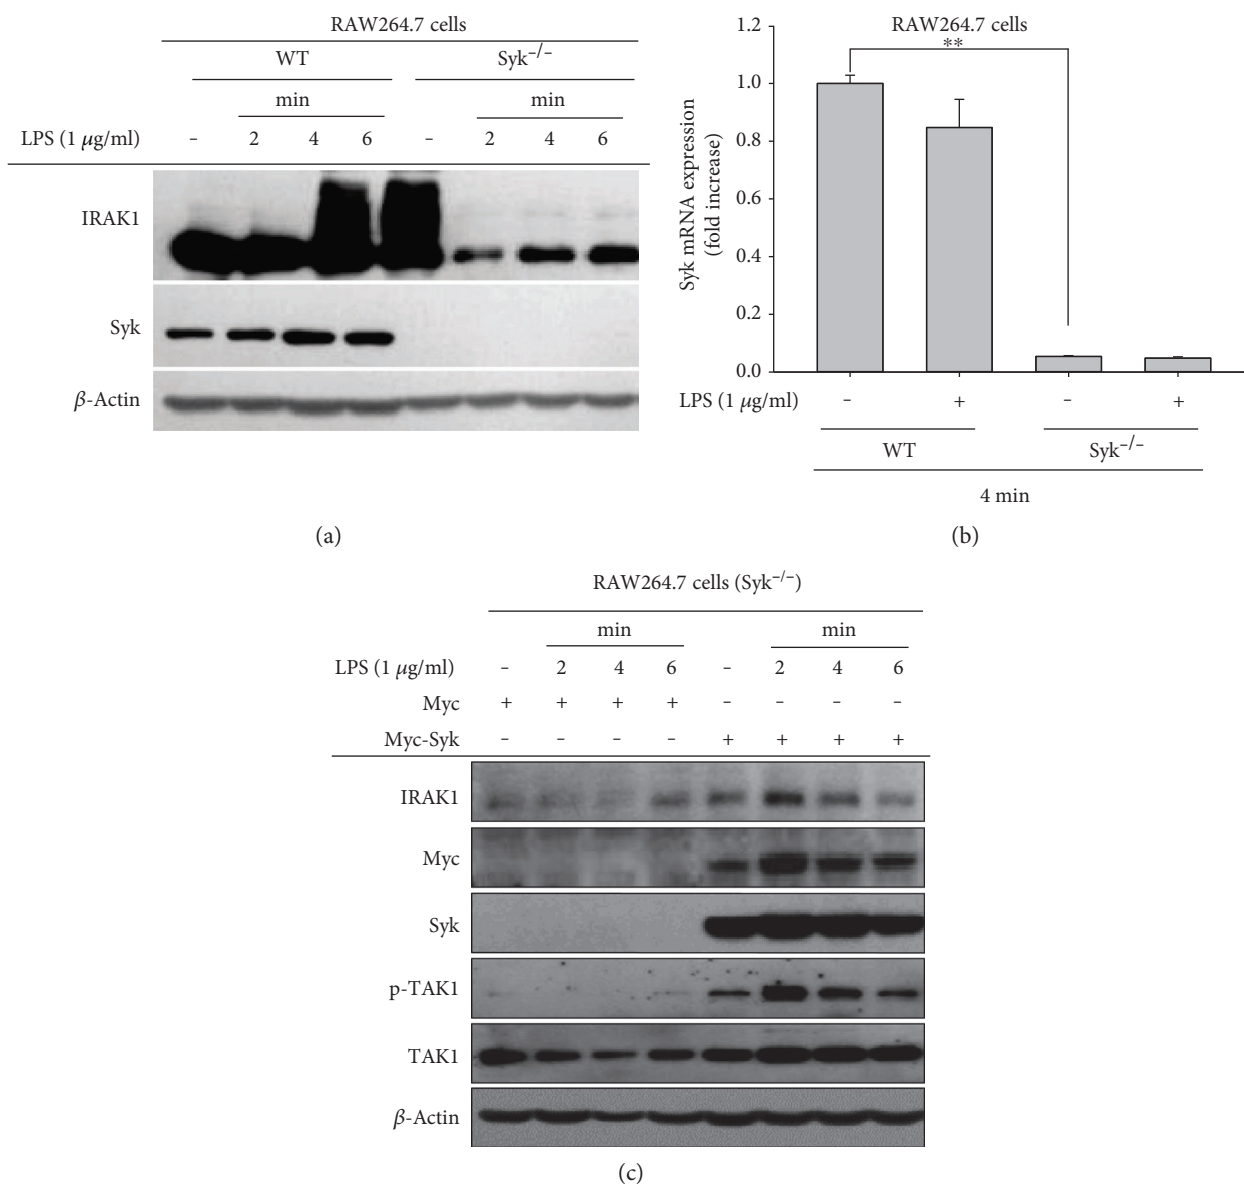 RAW264.7 cells
WT Syk−/−
min min
LPS (1 μg/ml) – 2 4 6 – 2 4 6
IRAK1
Syk
β-Actin
(a)
RAW264.7 cells
**
Syk mRNA expression
(fold increase)
1.2
1.0
0.8
0.6
0.4
0.2
0.0
LPS (1 μg/ml) – + – +
WT Syk−/−
4 min
(b)
RAW264.7 cells (Syk−/−)
min min
LPS (1 μg/ml) – 2 4 6 – 2 4 6
Myc + + + + – – – –
Myc-Syk – – – – + + + +
IRAK1
Myc
Syk
p-TAK1
TAK1
β-Actin
(c)